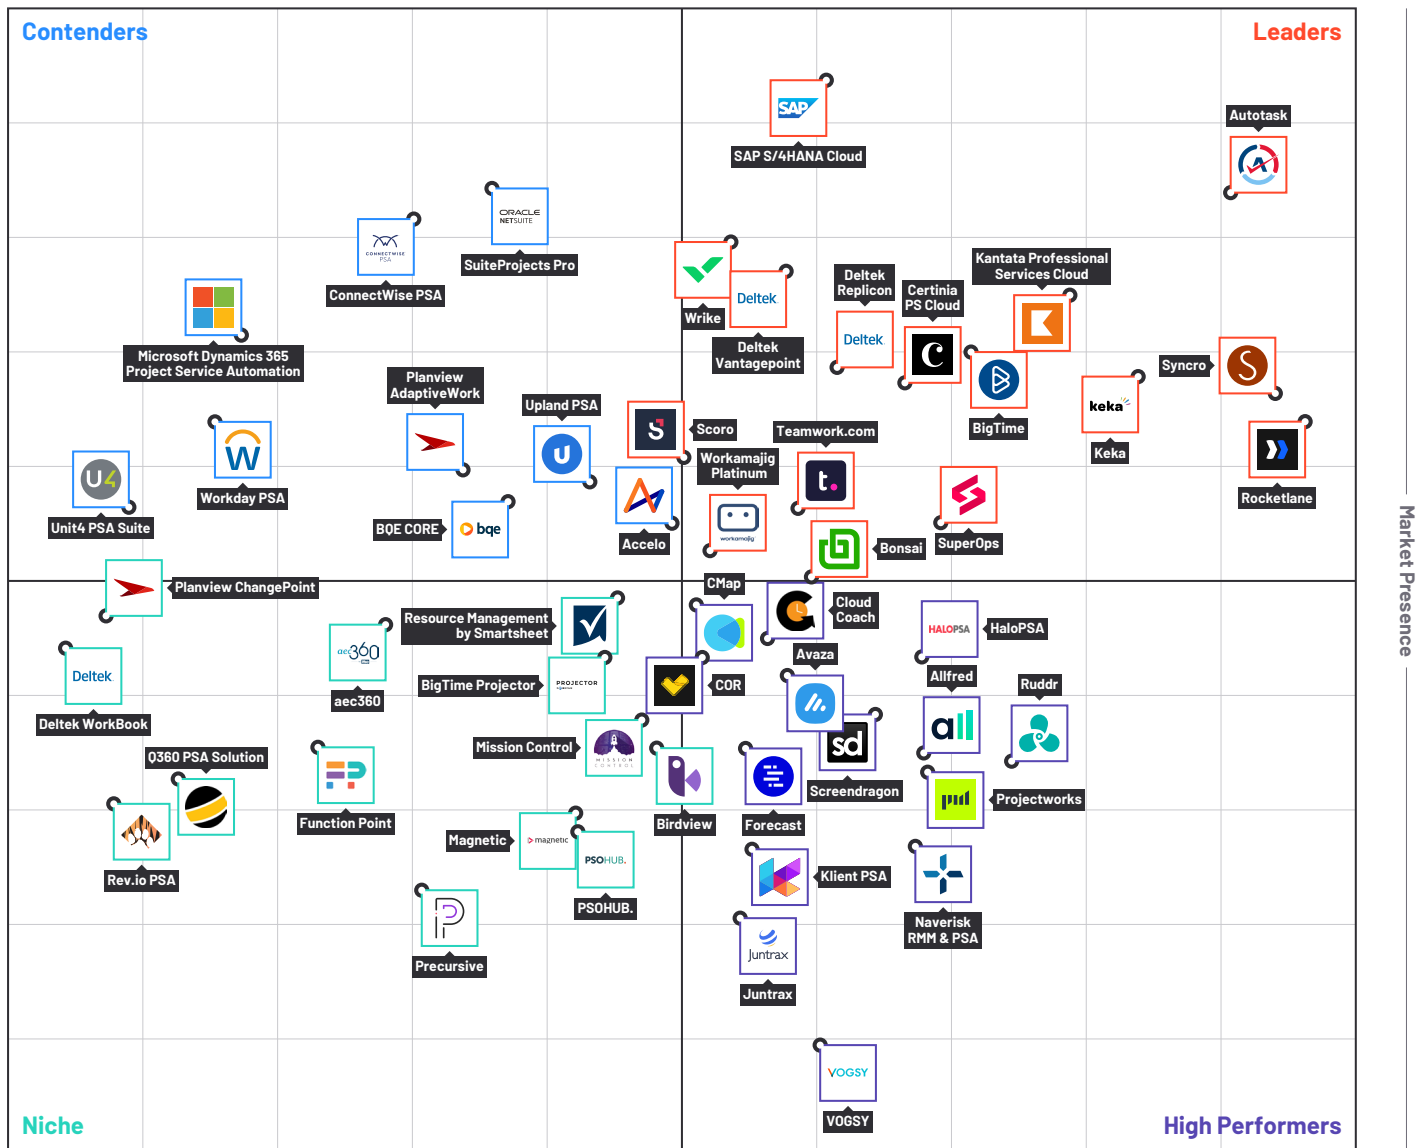 Contenders
Leaders
SAP
SAP S/4HANA Cloud
Autotask
A
ORACLE
NETSUITE
SuiteProjects Pro
CONNECTWISE
PSA
ConnectWise PSA
Microsoft Dynamics 365
Project Service Automation
Wrike
Deltek
Deltek
Vantagepoint
Deltek
Replicon
Deltek
Certinia
PS Cloud
C
Kantata Professional
Services Cloud
BigTime
Syncro
S
keka
Keka
Rocketlane
Planview
AdaptiveWork
Upland PSA
u
Scoro
S
Teamwork.com
t.
Workamajig
Platinum
workamajig
W
Workday PSA
U4
Unit4 PSA Suite
BQE CORE
bqe
Accelo
SuperOps
Bonsai
Planview ChangePoint
CMap
Cloud
Coach
HALOPSA
HaloPSA
Resource Management
by Smartsheet
aec360
aec360
Deltek
Deltek WorkBook
BigTime Projector
PROJECTOR
COR
Avaza
Allfred
all
Ruddr
Mission Control
MISSION
CONTROL
sd
Screendragon
Q360 PSA Solution
Function Point
FP
Birdview
Forecast
Projectworks
pw
Rev.io PSA
Magnetic
magnetic
PSOHUB.
PSOHUB.
Klient PSA
Naverisk
RMM & PSA
P
Precursive
Juntrax
Juntrax
VOGSY
VOGSY
Niche
High Performers
Market Presence